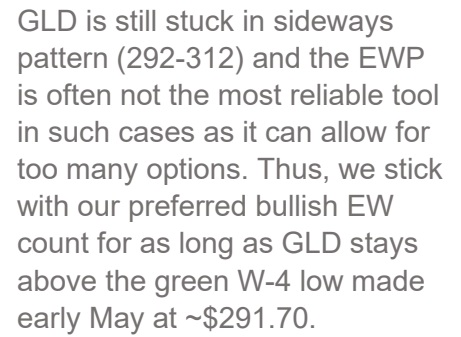 GLD is still stuck in sideways
pattern (292-312) and the EWP
is often not the most reliable tool
in such cases as it can allow for
too many options. Thus, we stick
with our preferred bullish EW
count for as long as GLD stays
above the green W-4 low made
early May at ~$291.70.